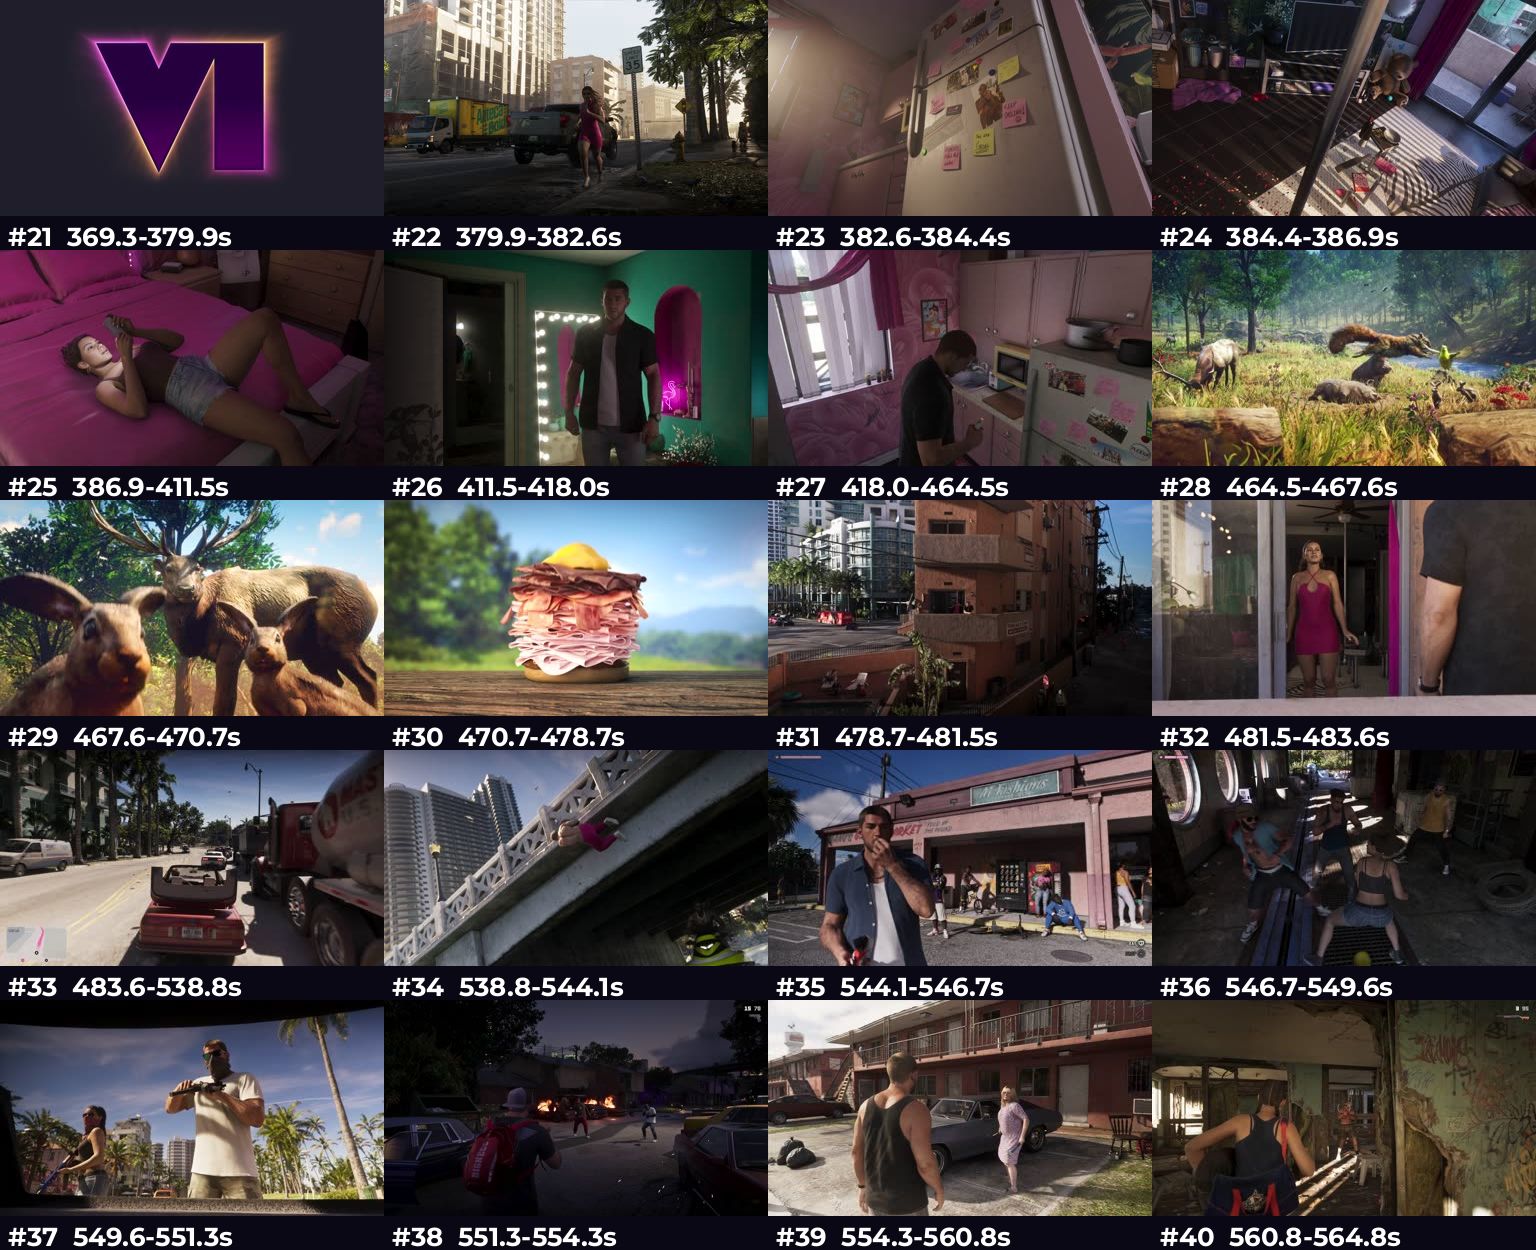 VI
SPEED LIMIT 35
#21 369.3-379.9s
#22 379.9-382.6s
#23 382.6-384.4s
#24 384.4-386.9s
#25 386.9-411.5s
#26 411.5-418.0s
#27 418.0-464.5s
#28 464.5-467.6s
#29 467.6-470.7s
#30 470.7-478.7s
#31 478.7-481.5s
#32 481.5-483.6s
MARKET
#33 483.6-538.8s
#34 538.8-544.1s
#35 544.1-546.7s
#36 546.7-549.6s
#37 549.6-551.3s
#38 551.3-554.3s
#39 554.3-560.8s
#40 560.8-564.8s